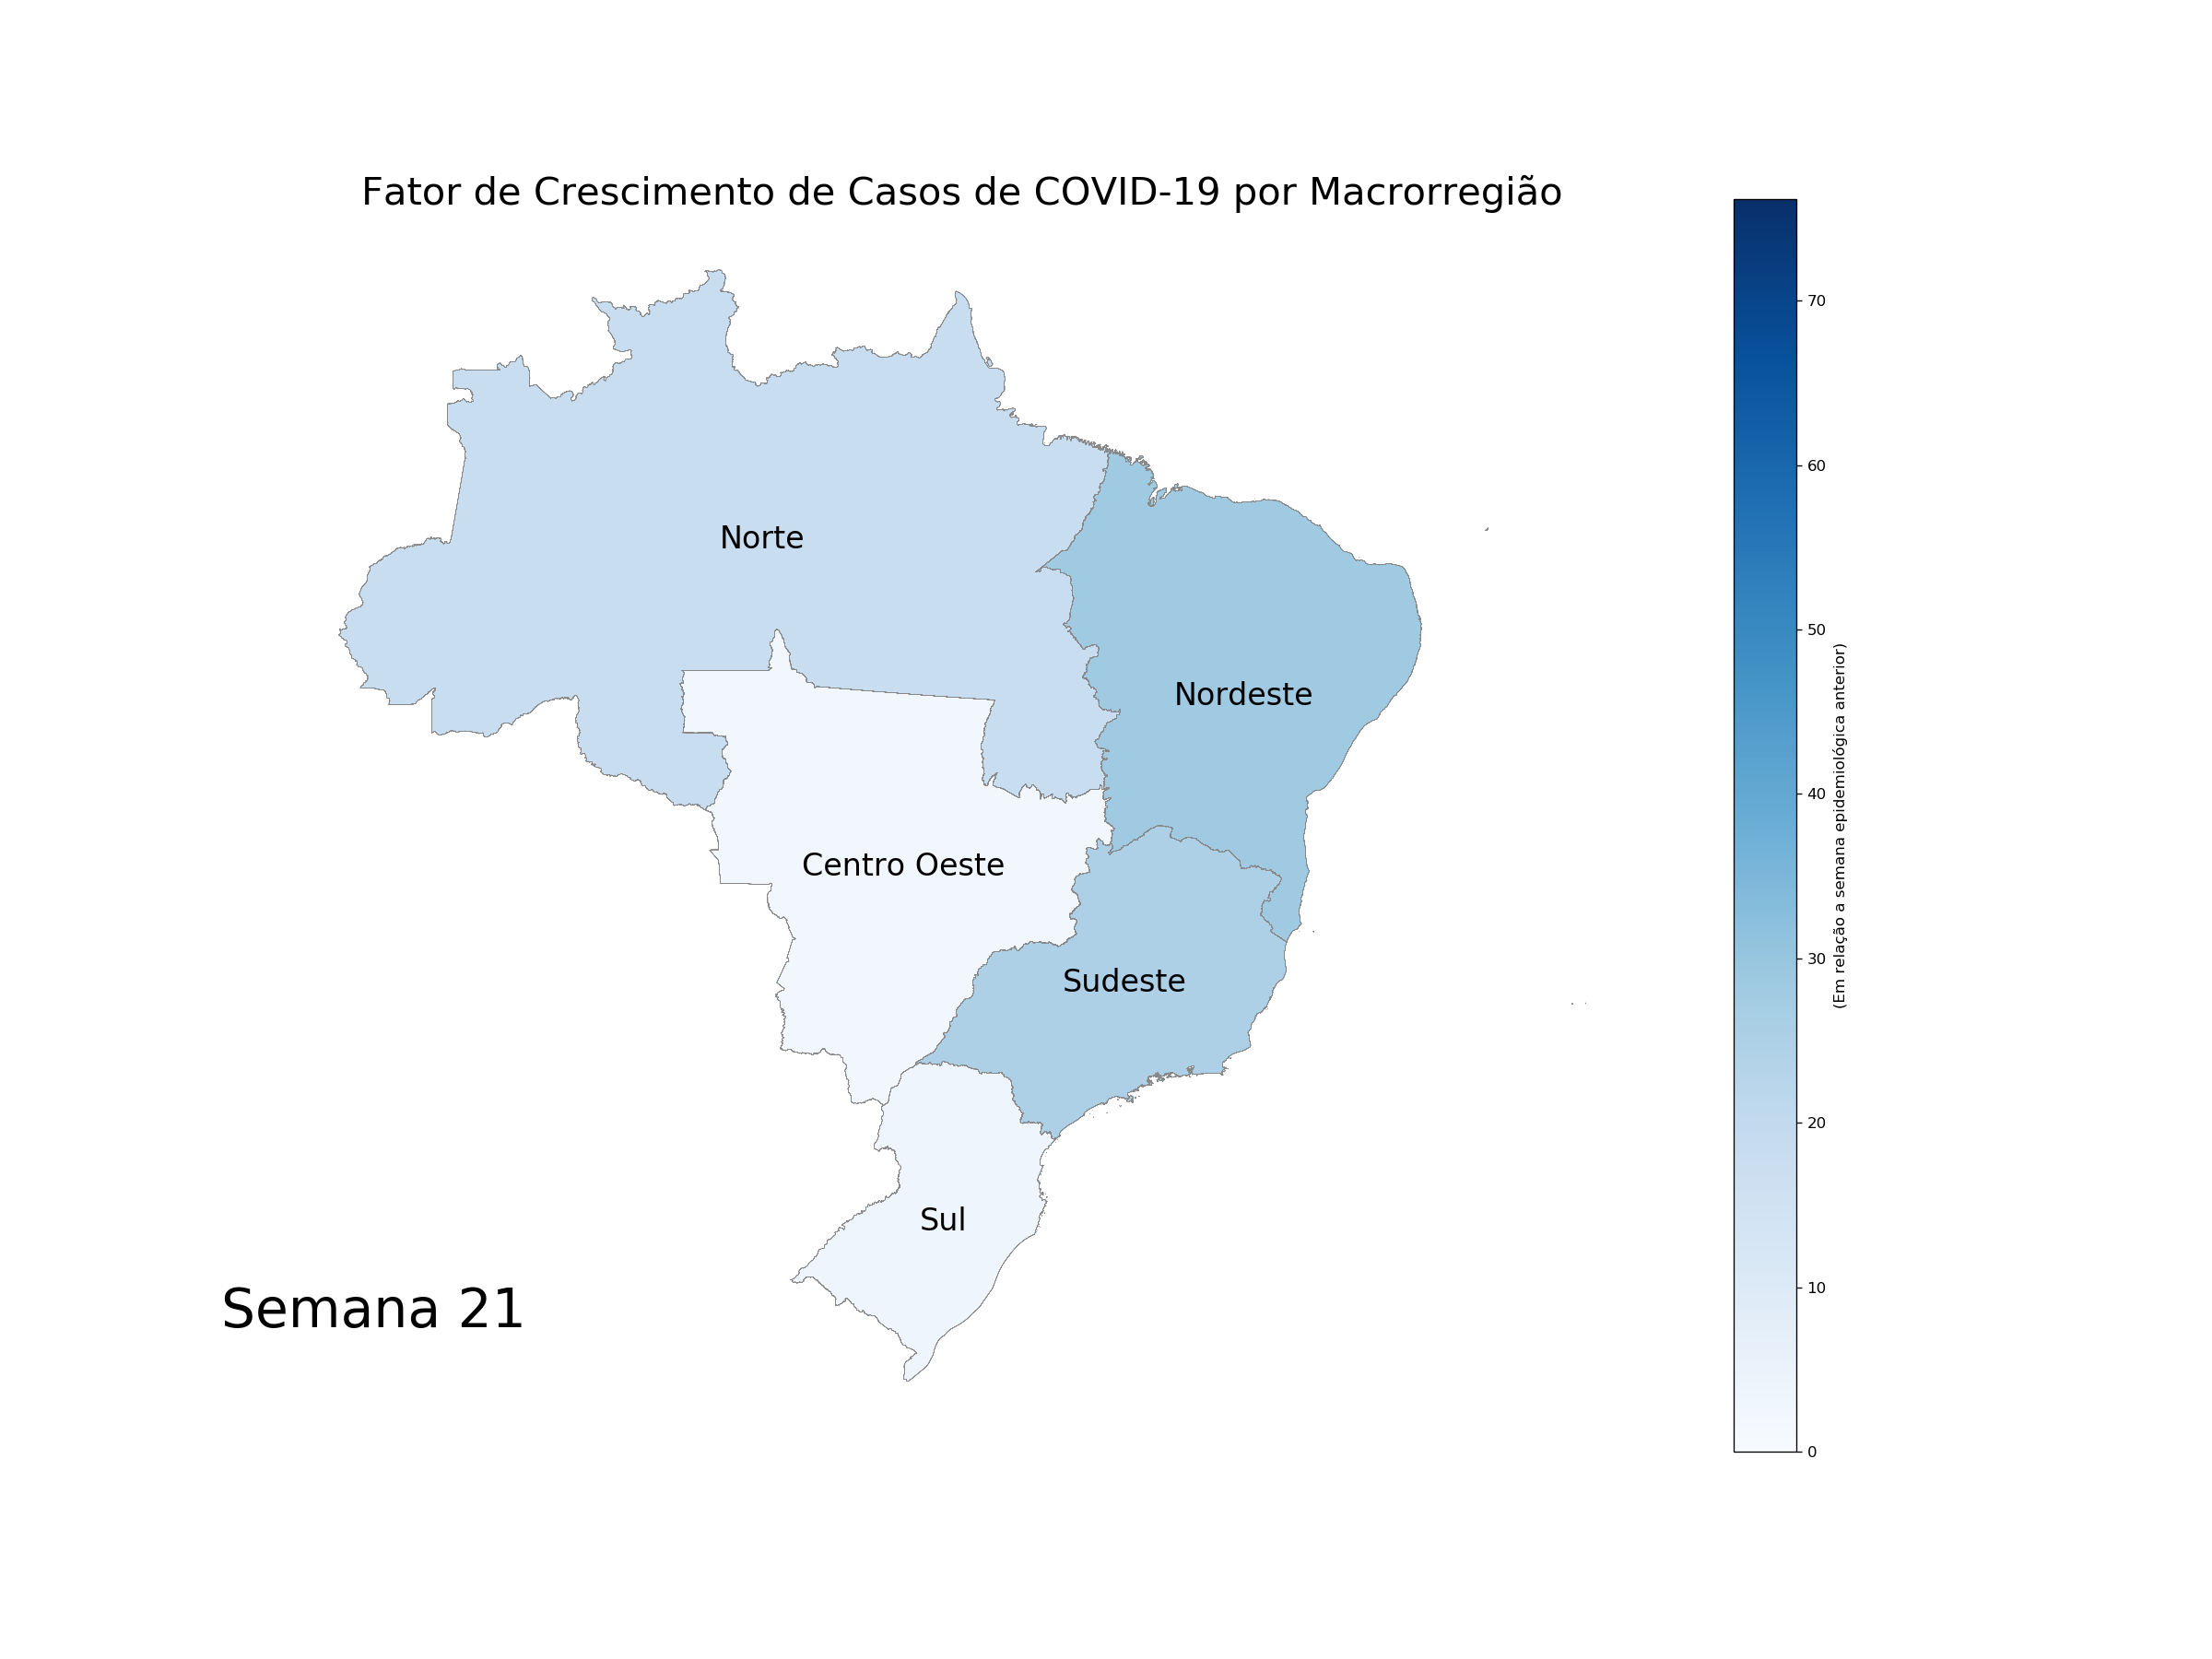 Fator de Crescimento de Casos de COVID-19 por Macrorregião
Norte
Nordeste
Centro Oeste
Sudeste
Sul
Semana 21
70
60
50
40
30
20
10
0
(Em relação a semana epidemiológica anterior)